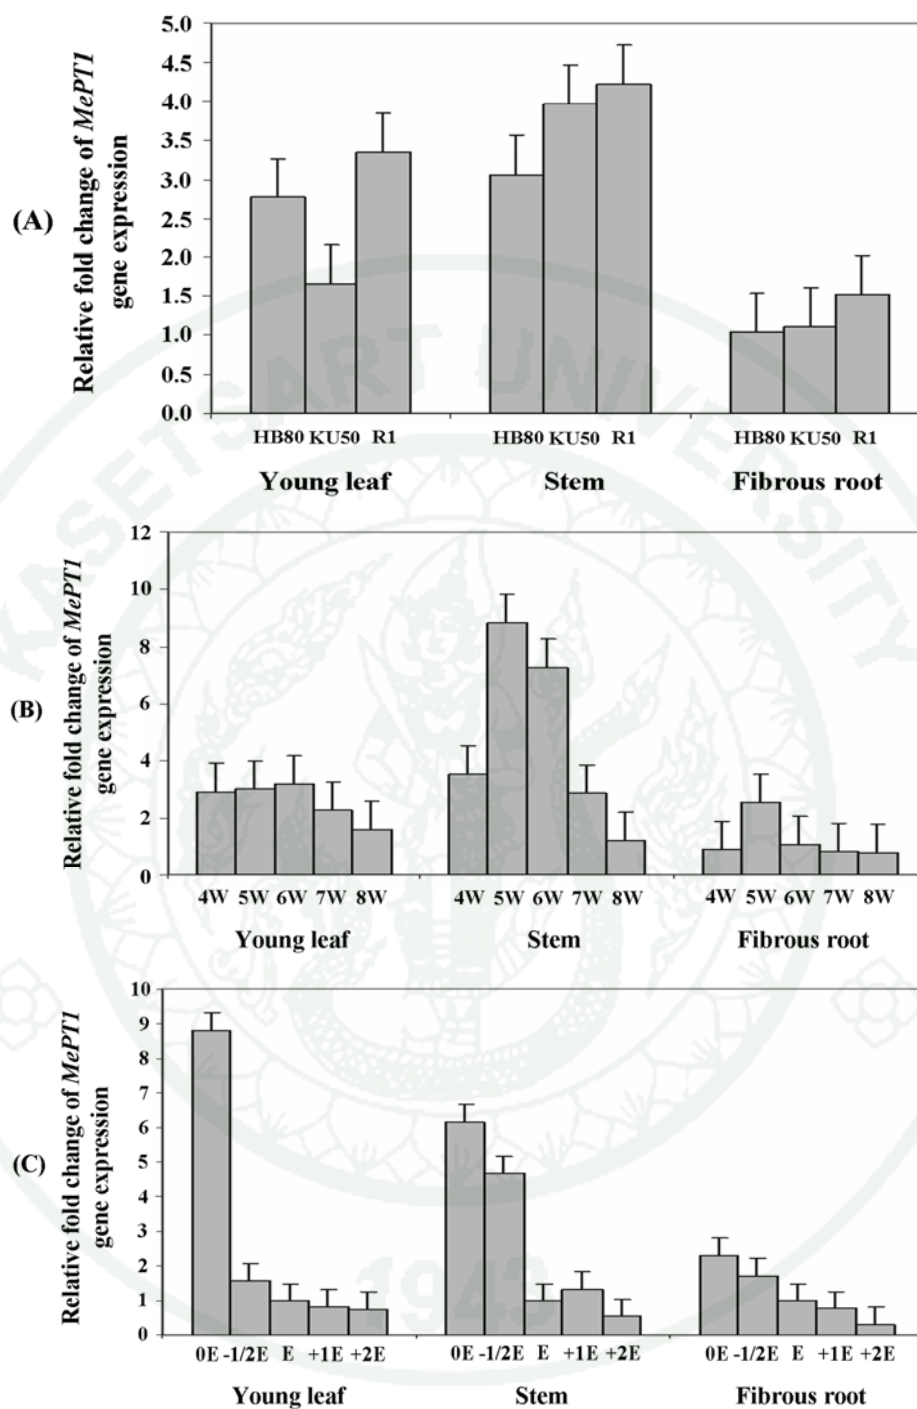 (A)
Relative fold change of MePT1
gene expression
5.0
4.5
4.0
3.5
3.0
2.5
2.0
1.5
1.0
0.5
0.0
HB80 KU50 R1
HB80 KU50 R1
HB80 KU50 R1
Young leaf
Stem
Fibrous root
(B)
Relative fold change of MePT1
gene expression
12
10
8
6
4
2
0
4W 5W 6W 7W 8W
4W 5W 6W 7W 8W
4W 5W 6W 7W 8W
Young leaf
Stem
Fibrous root
(C)
Relative fold change of MePT1
gene expression
10
9
8
7
6
5
4
3
2
1
0
0E -1/2E E +1E +2E
0E -1/2E E +1E +2E
0E -1/2E E +1E +2E
Young leaf
Stem
Fibrous root
KASETSART UNIVERSITY
1943